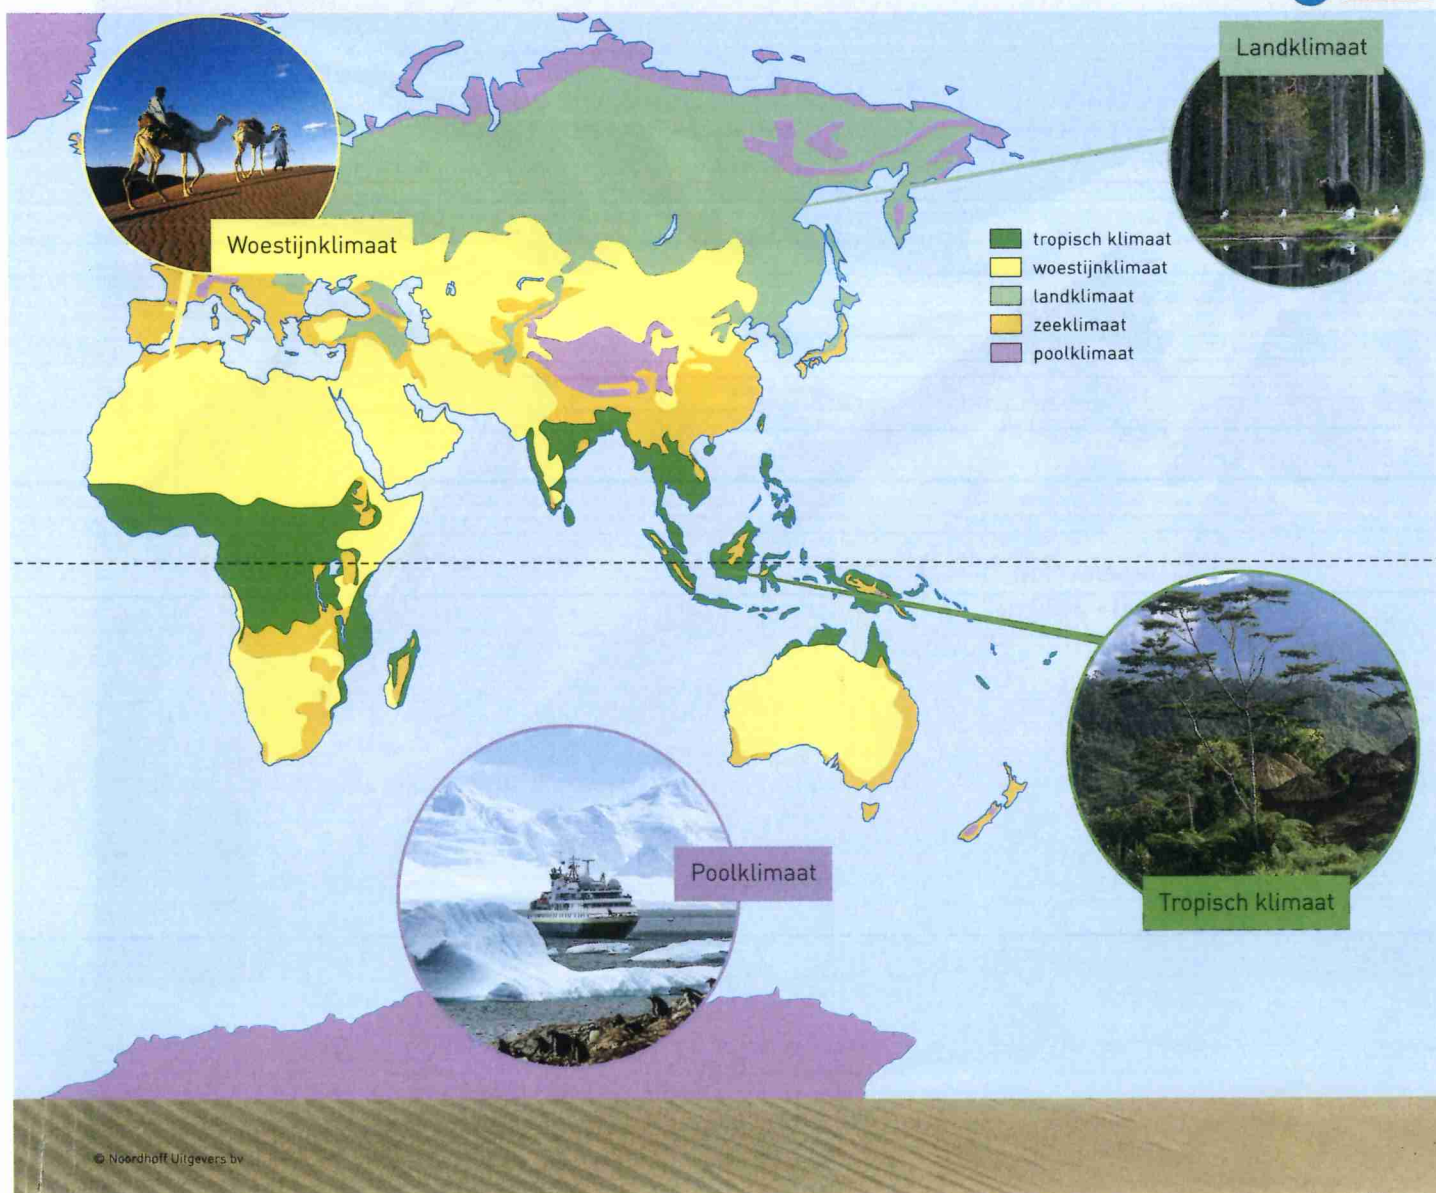 Landklimaat
Woestijnklimaat
tropisch klimaat
woestijnklimaat
landklimaat
zeeklimaat
poolklimaat
Poolklimaat
Tropisch klimaat
© Noordhoff Uitgevers bv